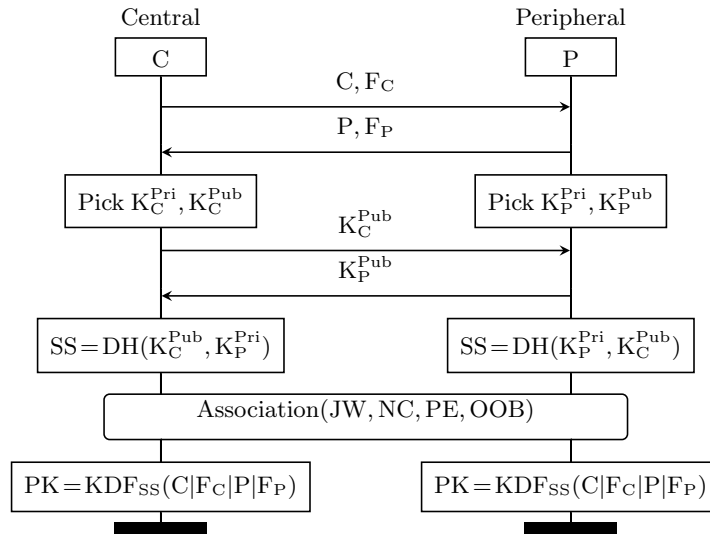 Central Peripheral
C P
C, F_C
P, F_P
Pick K_C^Pri, K_C^Pub Pick K_P^Pri, K_P^Pub
K_C^Pub
K_P^Pub
SS=DH(K_C^Pub, K_P^Pri) SS=DH(K_P^Pri, K_C^Pub)
Association(JW, NC, PE, OOB)
PK=KDF_SS(C|F_C|P|F_P) PK=KDF_SS(C|F_C|P|F_P)